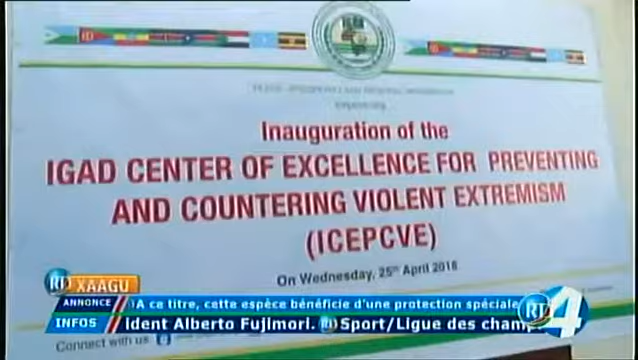 Inauguration of the
IGAD CENTER OF EXCELLENCE FOR PREVENTING
AND COUNTERING VIOLENT EXTREMISM
(ICEPCVE)
On Wednesday, 25th April 2018
Connect with us
RTD XAAGU
ANNONCE A ce titre, cette espèce bénéficie d'une protection spéciale
INFOS ident Alberto Fujimori. Sport/Ligue des champ
4